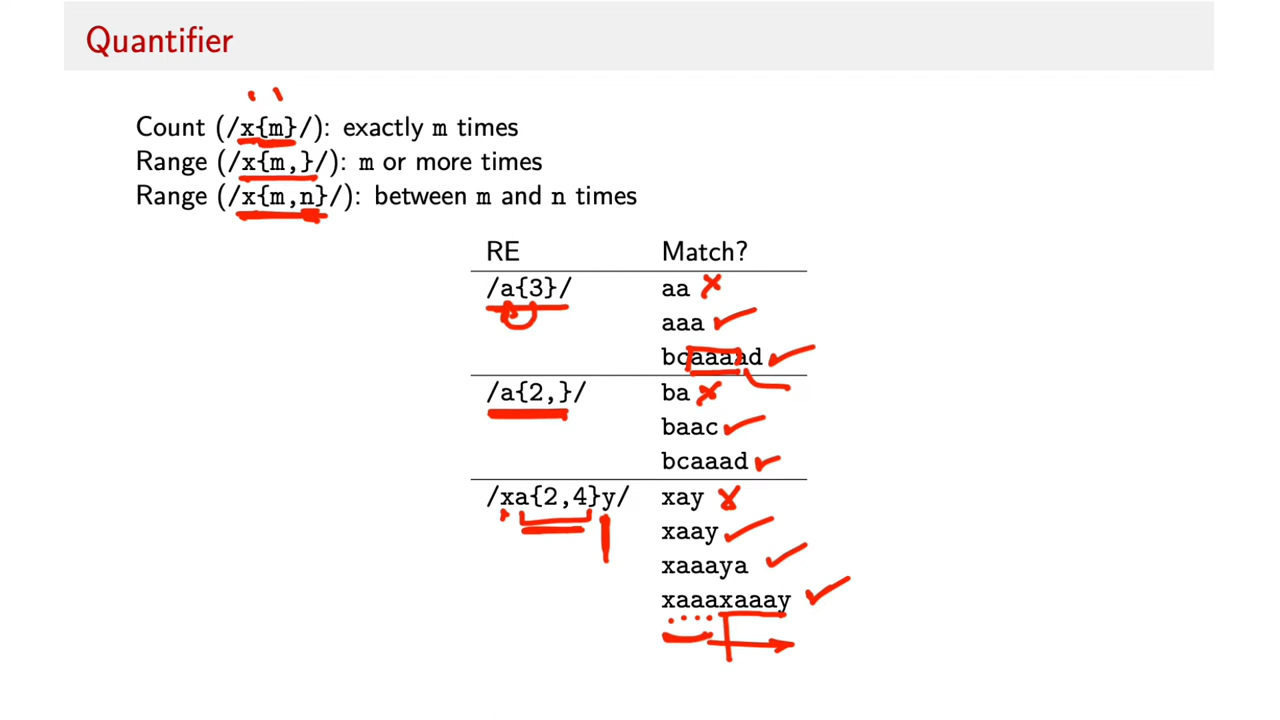 Quantifier
Count (/x{m}/): exactly m times
Range (/x{m,}/): m or more times
Range (/x{m,n}/): between m and n times
RE Match?
/a{3}/ aa
aaa
bcaaaad
/a{2,}/ ba
baac
bcaaad
/xa{2,4}y/ xay
xaay
xaaaya
xaaaxaaay